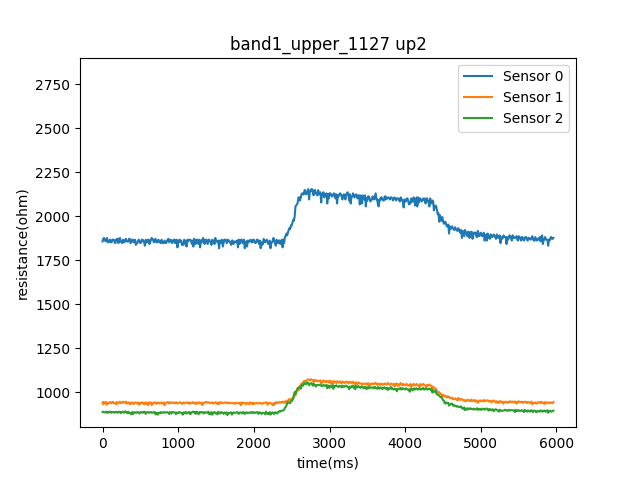 band1_upper_1127 up2
Sensor 0
Sensor 1
Sensor 2
resistance(ohm)
2750
2500
2250
2000
1750
1500
1250
1000
0 1000 2000 3000 4000 5000 6000
time(ms)